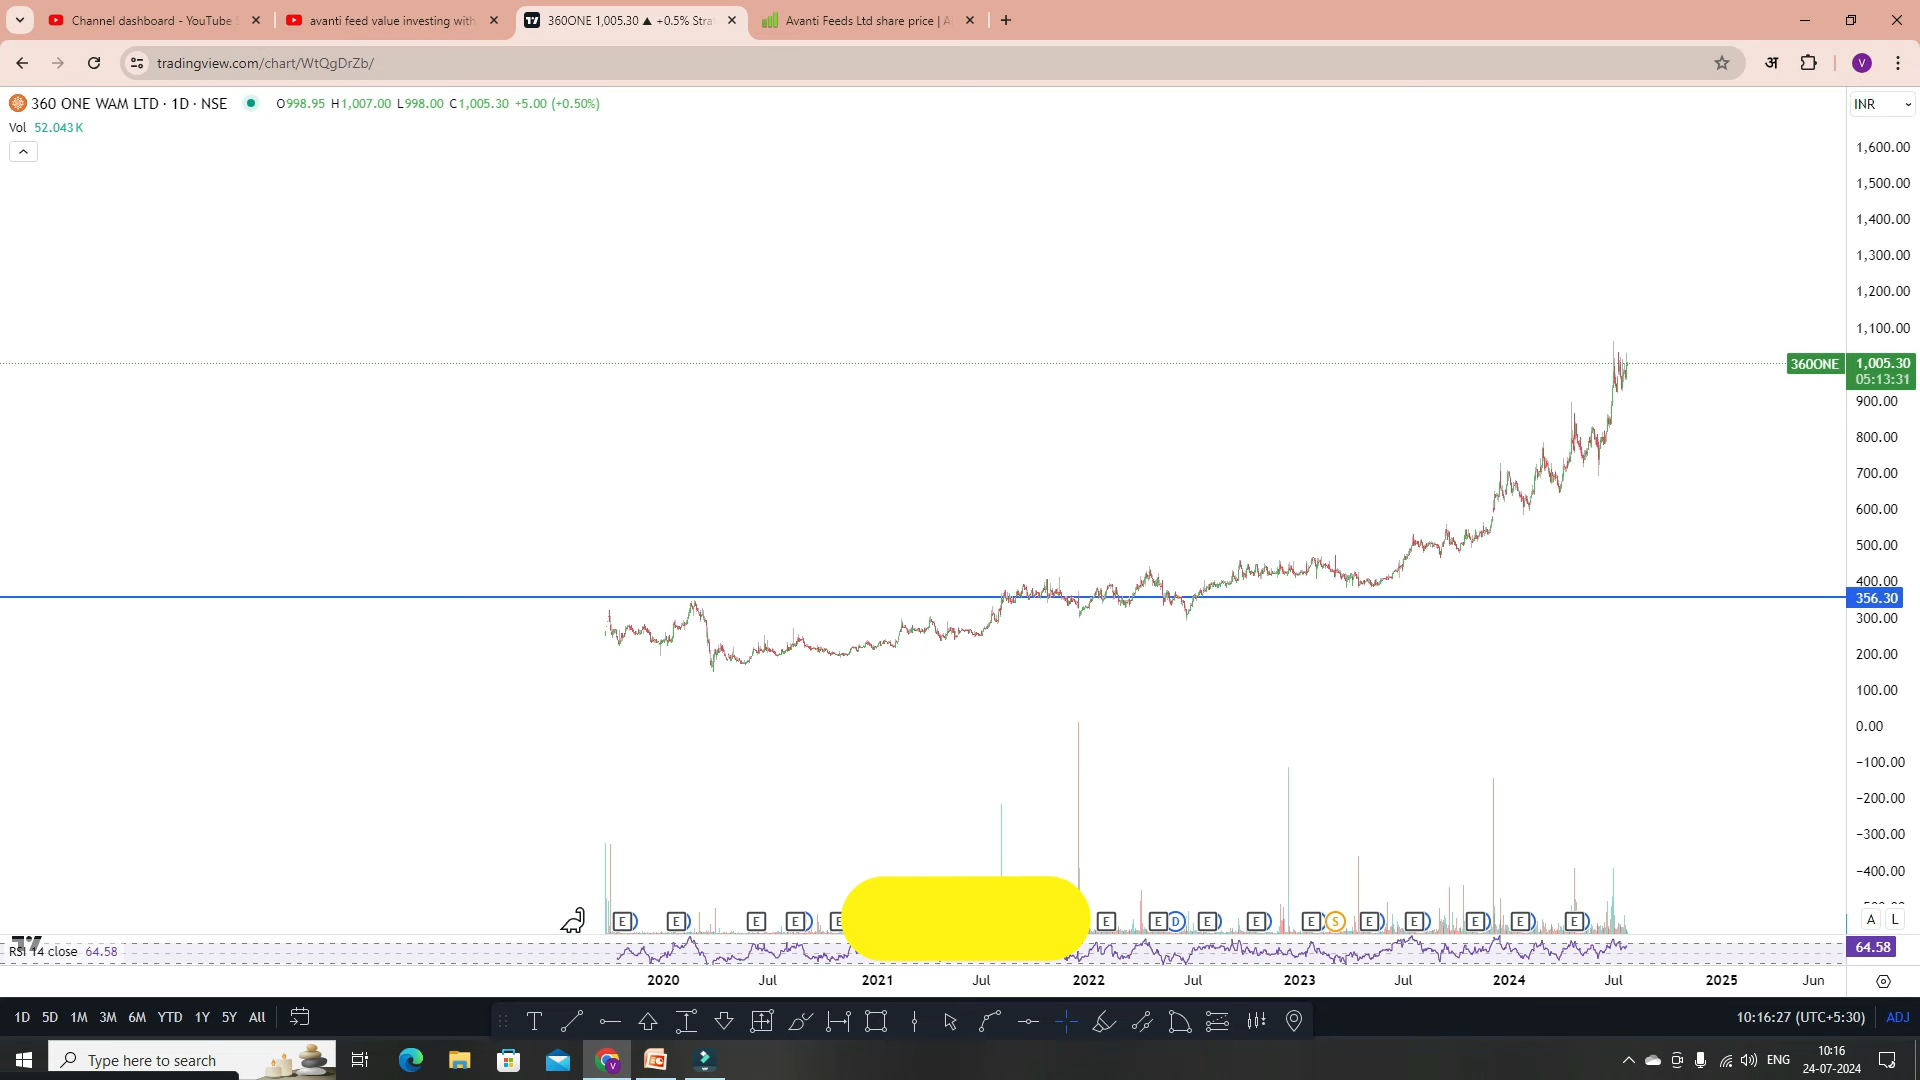 Channel dashboard - YouTube
avanti feed value investing with
360ONE 1,005.30 ▲ +0.5% Stra
Avanti Feeds Ltd share price |
tradingview.com/chart/WtQgDrZb/
अ
V
360 ONE WAM LTD · 1D · NSE
O998.95 H1,007.00 L998.00 C1,005.30 +5.00 (+0.50%)
INR
Vol 52.043K
1,600.00
1,500.00
1,400.00
1,300.00
1,200.00
1,100.00
360ONE 1,005.30
05:13:31
900.00
800.00
700.00
600.00
500.00
400.00
356.30
300.00
200.00
100.00
0.00
−100.00
−200.00
−300.00
−400.00
E E E E E E E D E E E S E E E E E
A L
RSI 14 close 64.58
64.58
2020 Jul 2021 Jul 2022 Jul 2023 Jul 2024 Jul 2025 Jun
1D 5D 1M 3M 6M YTD 1Y 5Y All
10:16:27 (UTC+5:30) ADJ
Type here to search
ENG
10:16
24-07-2024